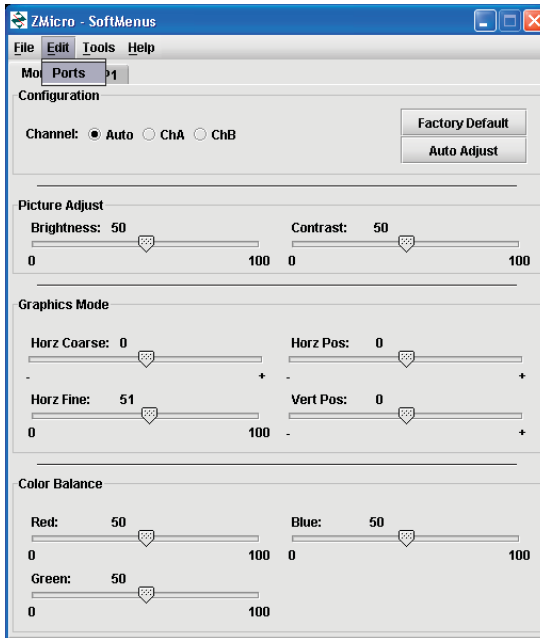 ZMicro - SoftMenus
File Edit Tools Help
Ports
Configuration
Channel: Auto ChA ChB
Factory Default
Auto Adjust
Picture Adjust
Brightness: 50 Contrast: 50
0 100 0 100
Graphics Mode
Horz Coarse: 0 Horz Pos: 0
- + - +
Horz Fine: 51 Vert Pos: 0
0 100 - +
Color Balance
Red: 50 Blue: 50
0 100 0 100
Green: 50
0 100